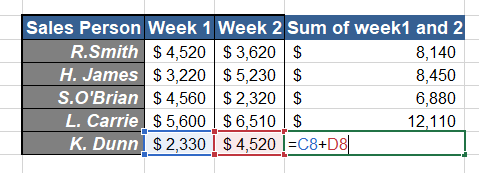 Sales Person Week 1 Week 2 Sum of week1 and 2
R.Smith $ 4,520 $ 3,620 $ 8,140
H. James $ 3,220 $ 5,230 $ 8,450
S.O'Brian $ 4,560 $ 2,320 $ 6,880
L. Carrie $ 5,600 $ 6,510 $ 12,110
K. Dunn $ 2,330 $ 4,520 =C8+D8